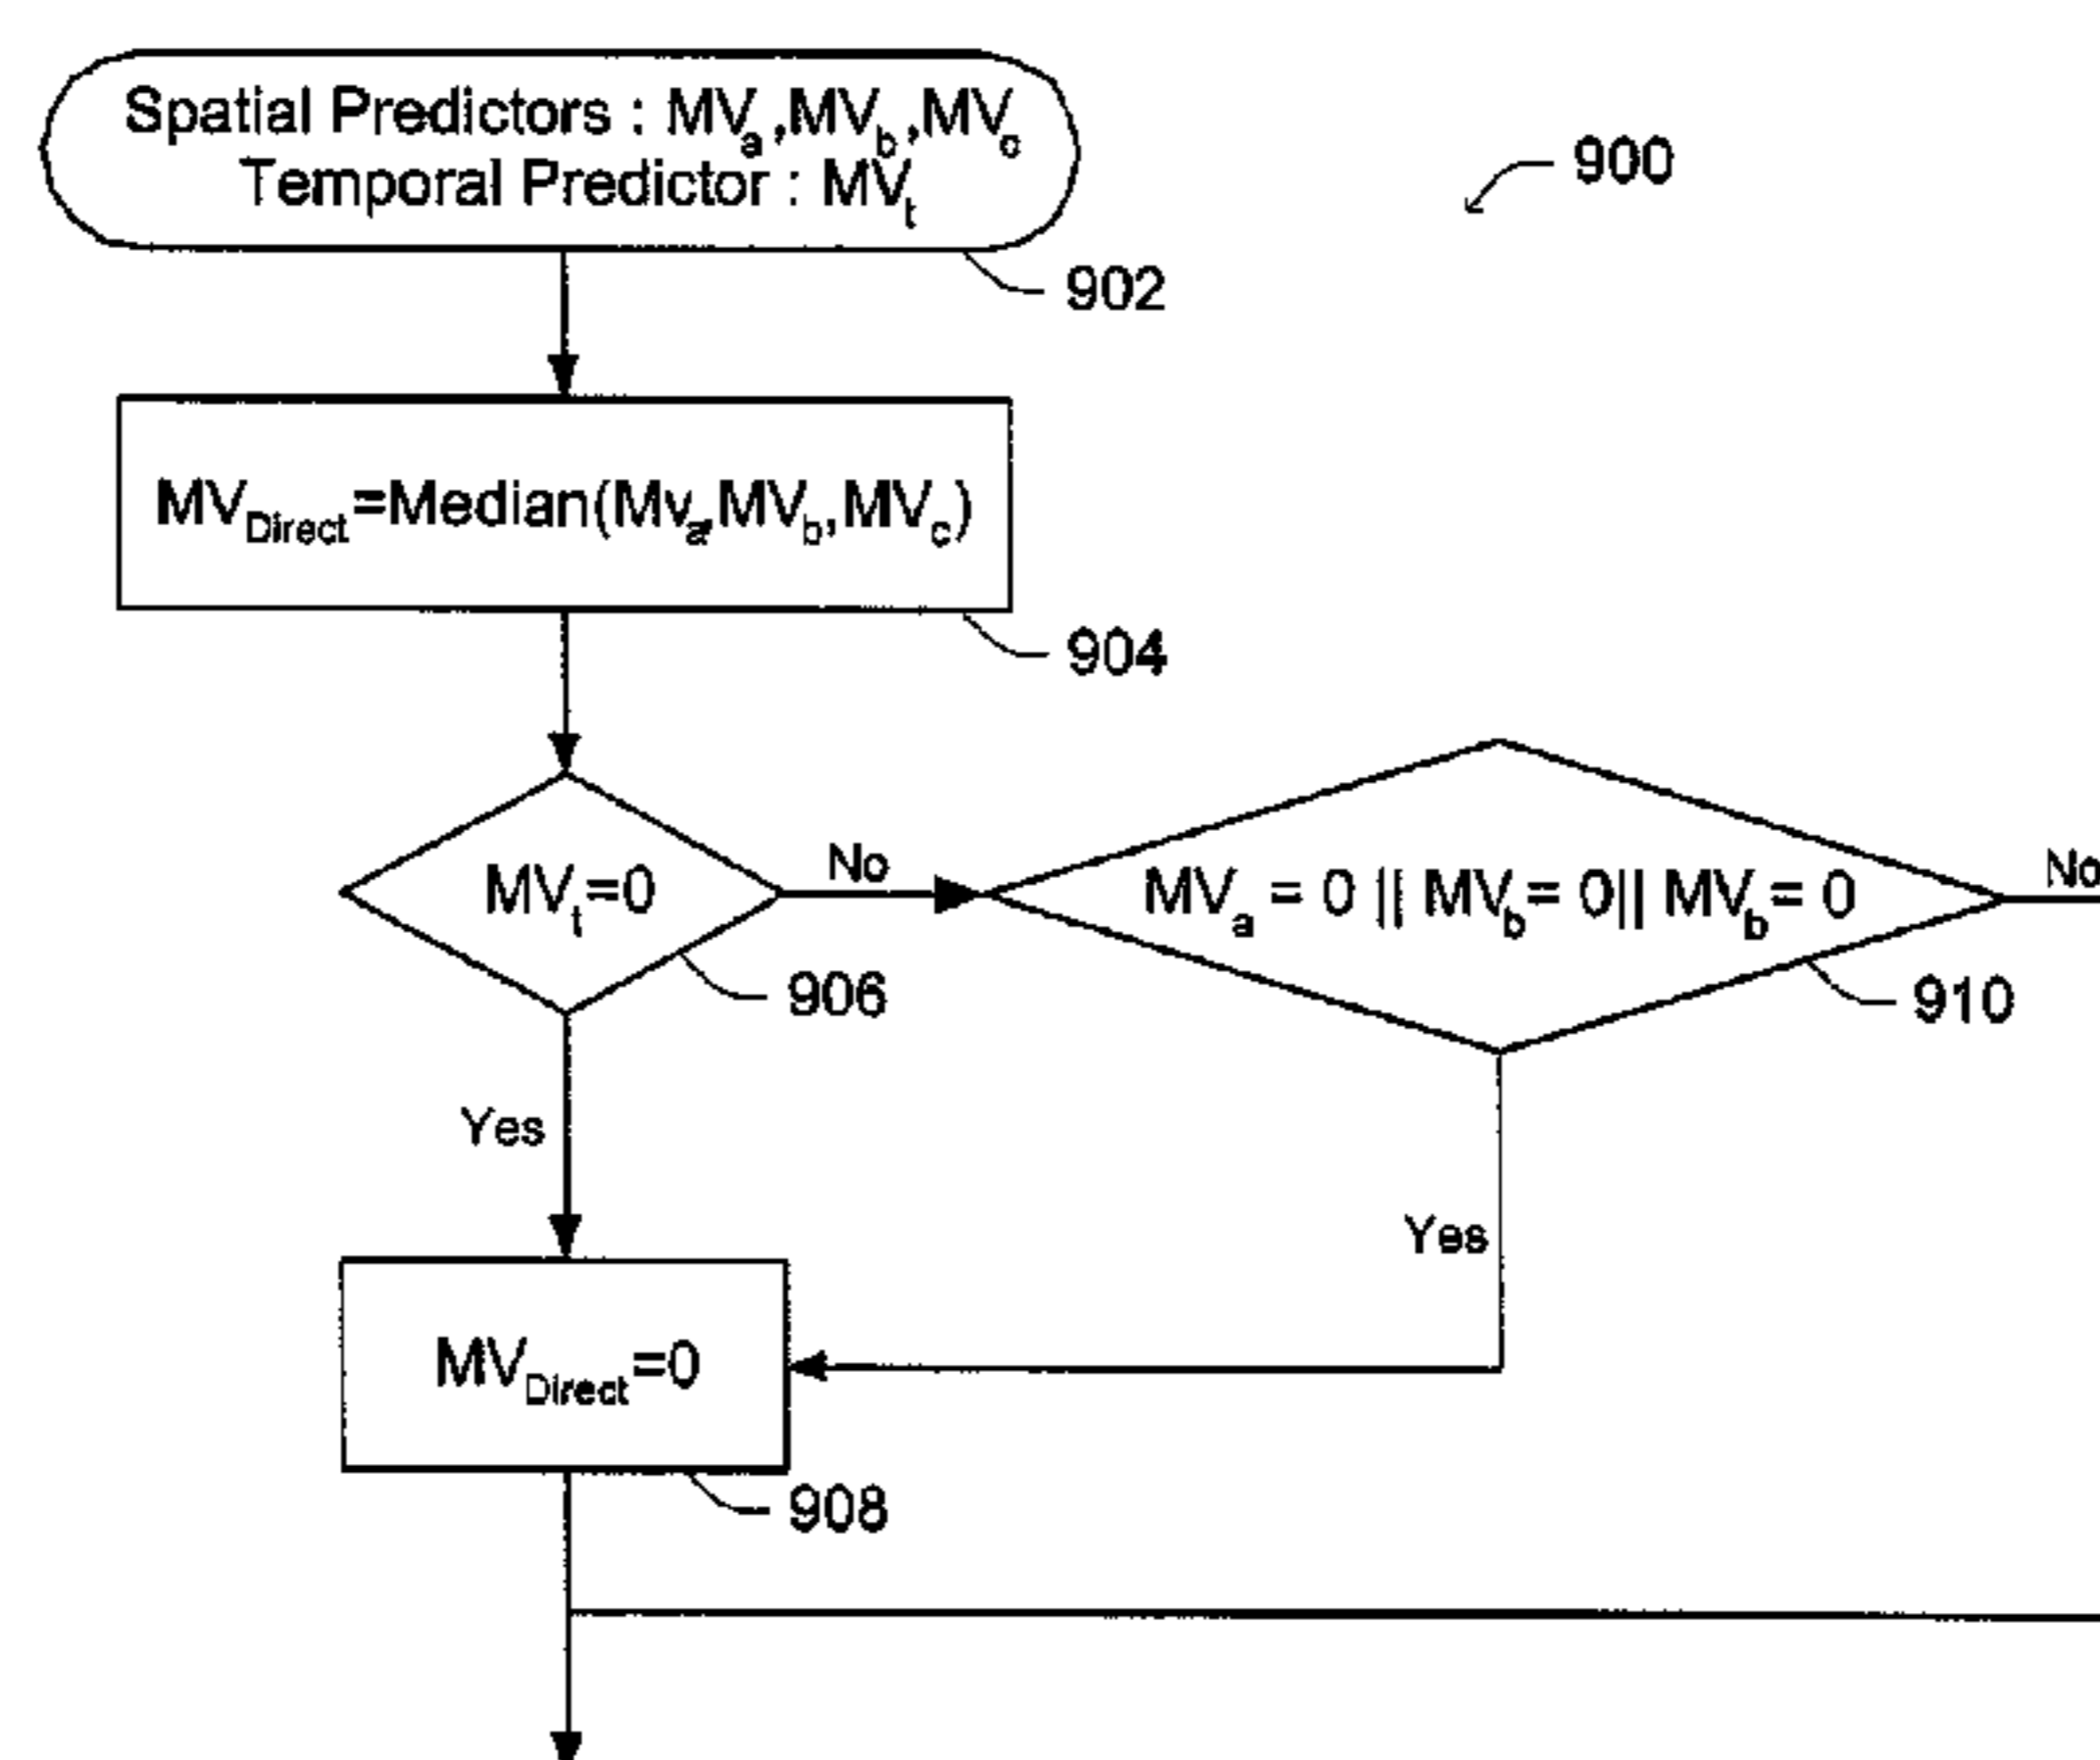 Spatial Predictors : MVa,MVb,MVc
Temporal Predictor : MVt
900
902
MVDirect=Median(Mva,MVb,MVc)
904
MVt=0
No
MVa = 0 || MVb= 0|| MVb= 0
No
906
910
Yes
Yes
MVDirect=0
908